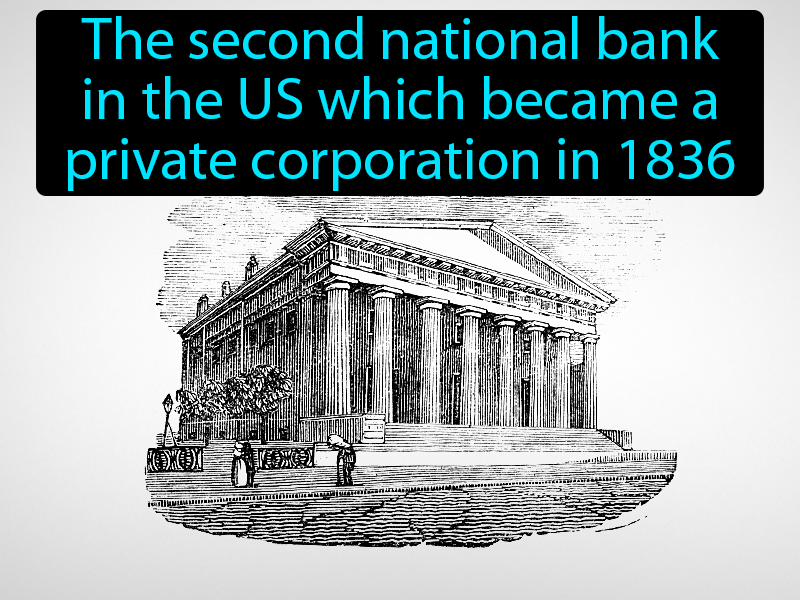 The second national bank
in the US which became a
private corporation in 1836